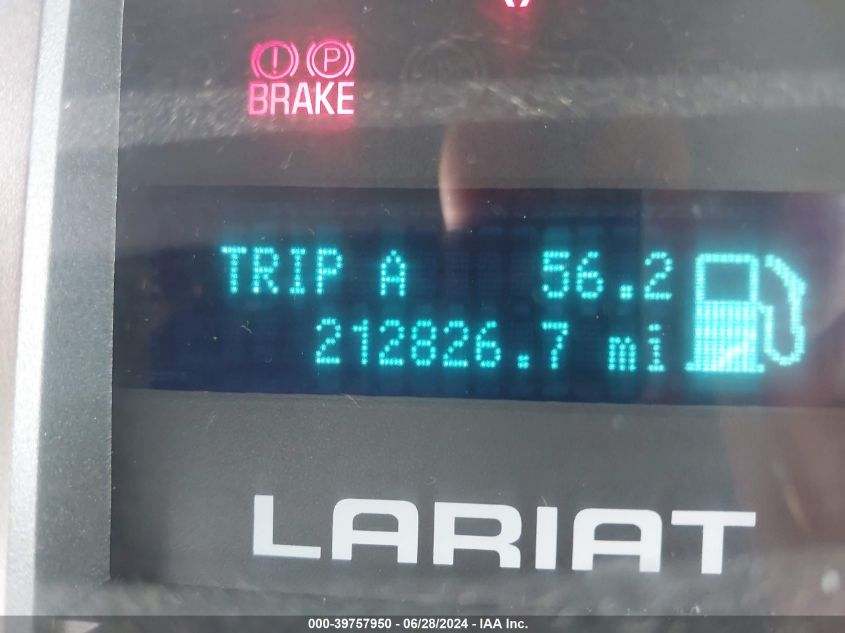 ! P
BRAKE
TRIP A 56.2
212826.7 mi
LARIAT
000-39757950 - 06/28/2024 - IAA Inc.